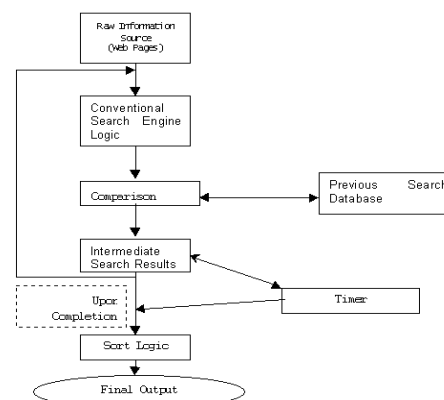 Raw Information
Source
(Web Pages)
Conventional
Search Engine
Logic
Comparison
Previous Search
Database
Intermediate
Search Results
Upon
Completion
Timer
Sort Logic
Final Output